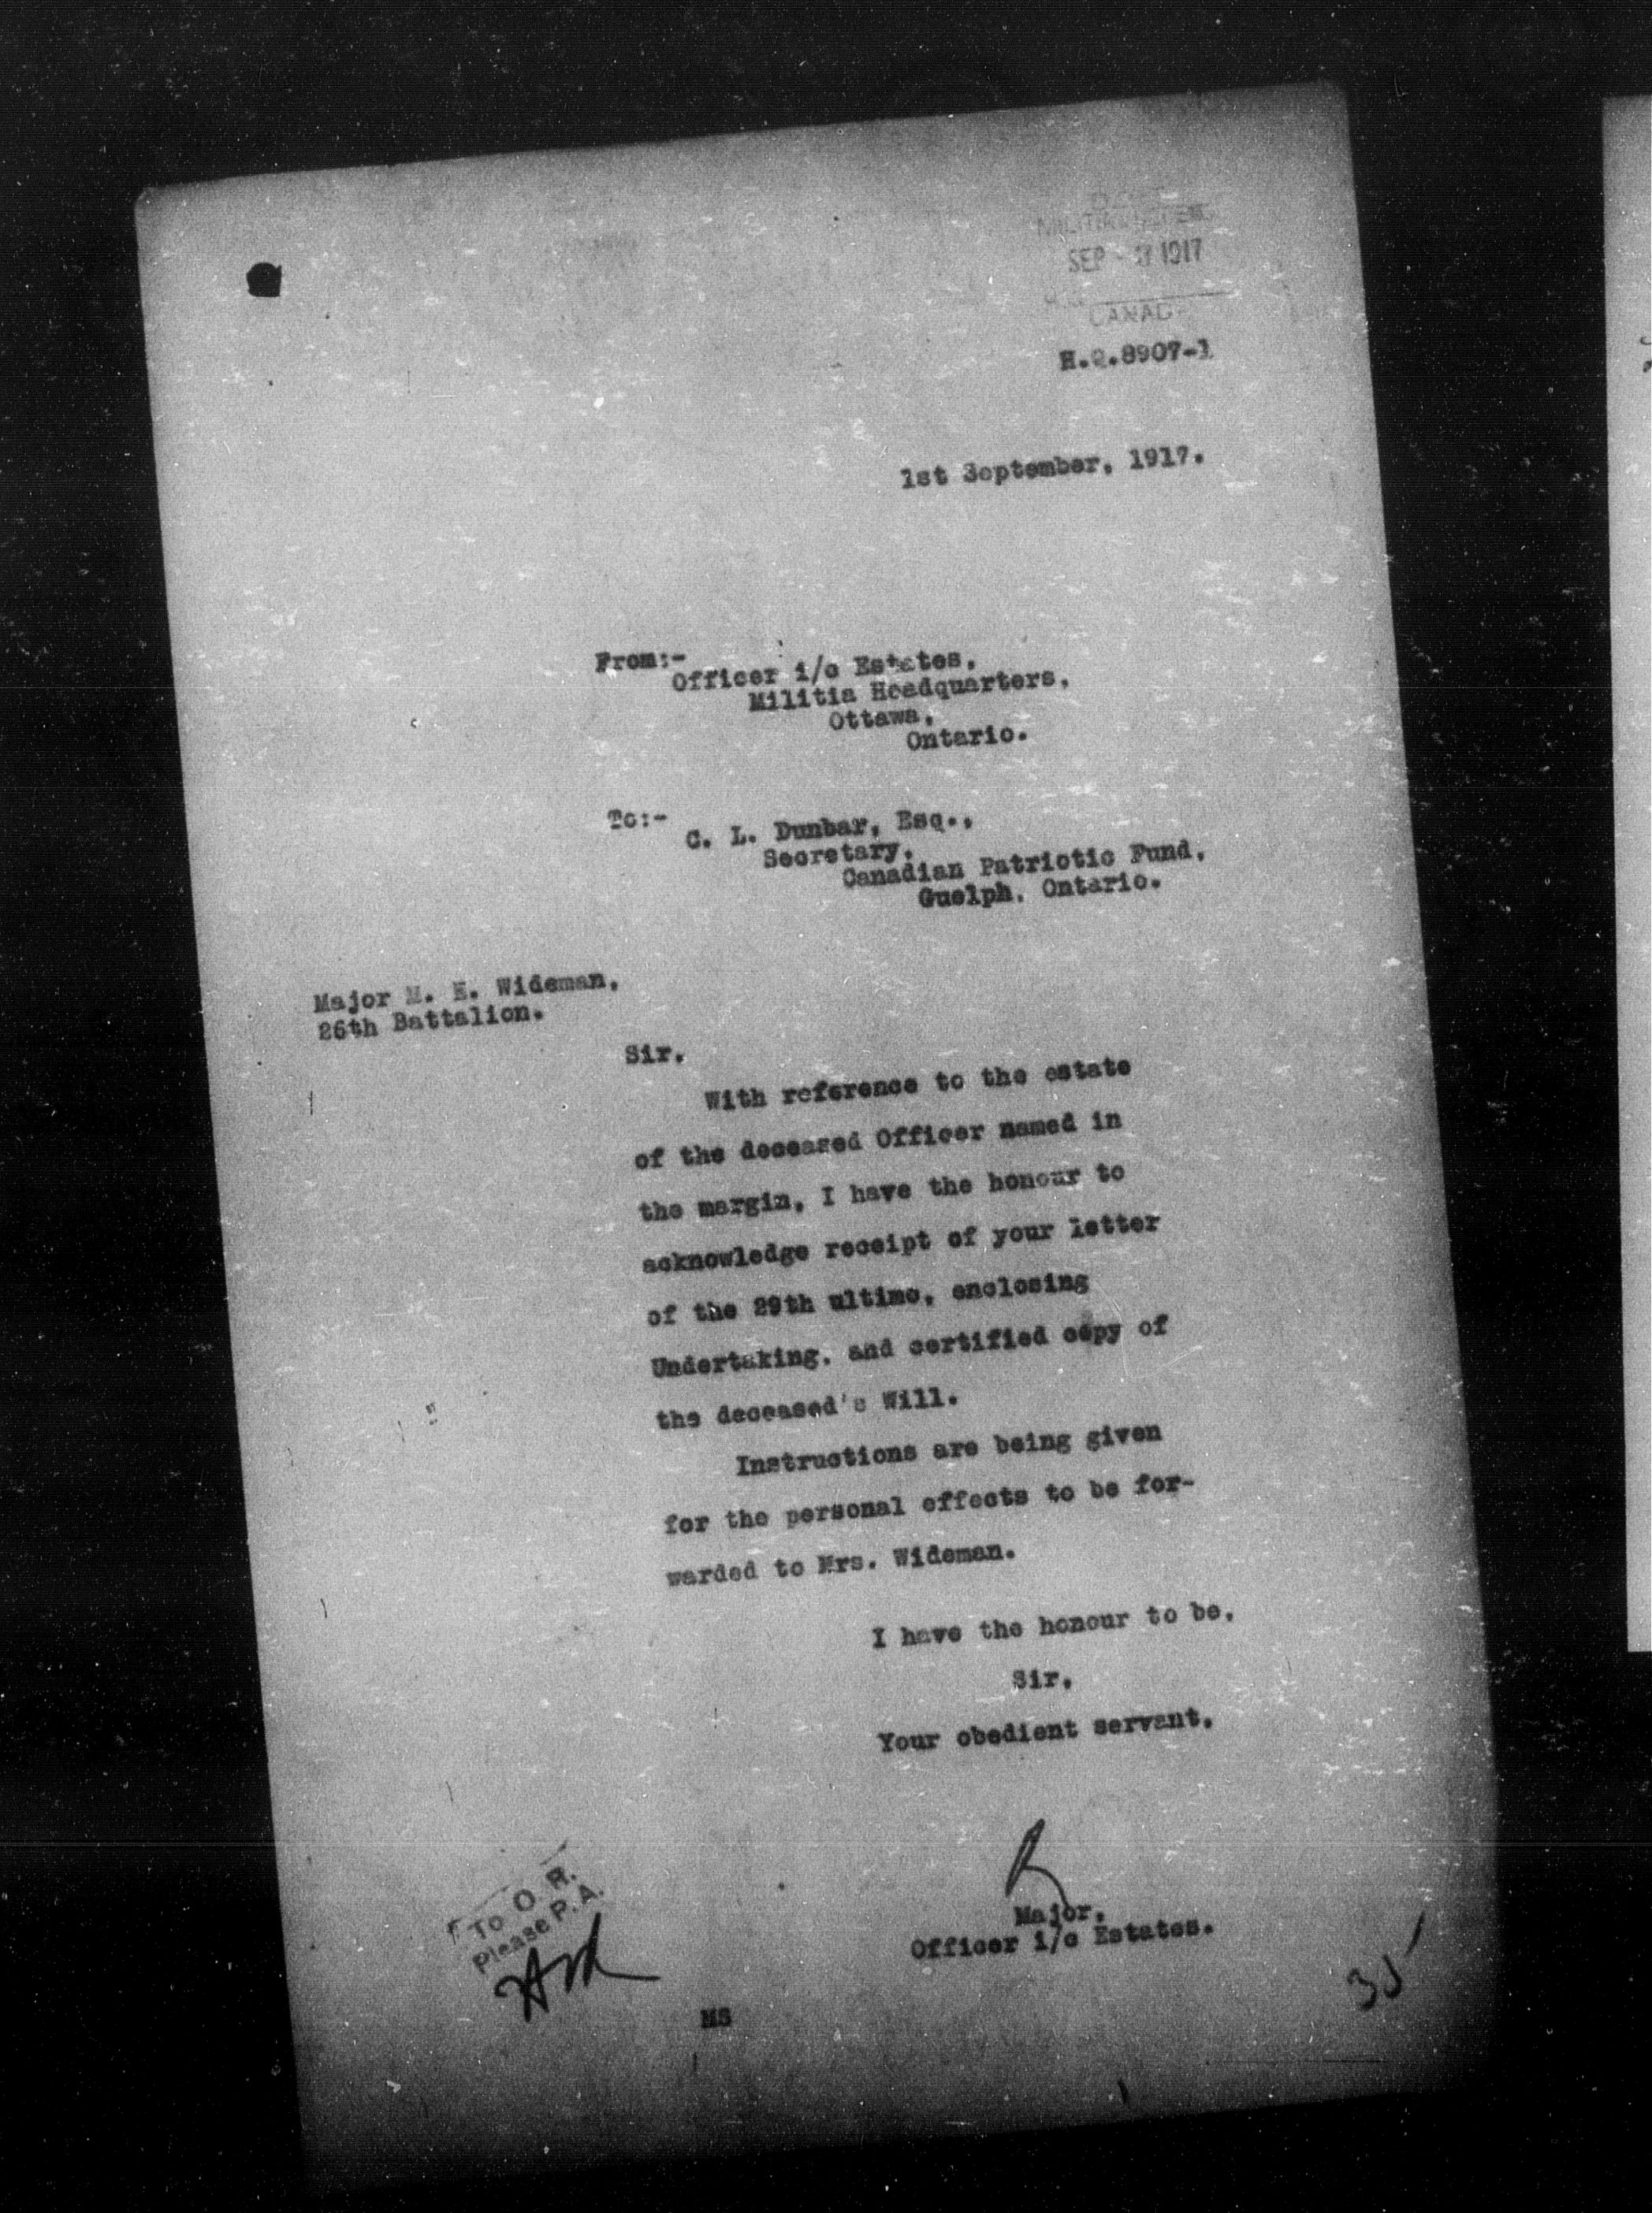 SEP - 1917
CANAD
H.Q.8907-1
1st September, 1917.
From:-
Officer i/c Estates,
Militia Headquarters,
Ottawa,
Ontario.
To:-
C. L. Dunbar, Esq.,
Secretary,
Canadian Patriotic Fund,
Guelph, Ontario.
Major M. E. Wideman,
26th Battalion.
Sir,
With reference to the estate
of the deceased Officer named in
the margin, I have the honour to
acknowledge receipt of your letter
of the 29th ultimo, enclosing
Undertaking, and certified copy of
the deceased's Will.
Instructions are being given
for the personal effects to be for-
warded to Mrs. Wideman.
I have the honour to be,
Sir,
Your obedient servant,
Major,
Officer i/c Estates.
To O. R.
Please P. A.
MS